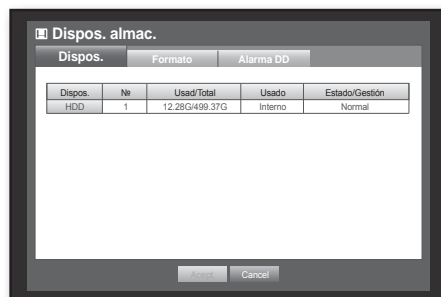 Dispos. almac.
Dispos. Formato Alarma DD
Dispos. Nº Usad/Total Usado Estado/Gestión
HDD 1 12.28G/499.37G Interno Normal
Acept. Cancel